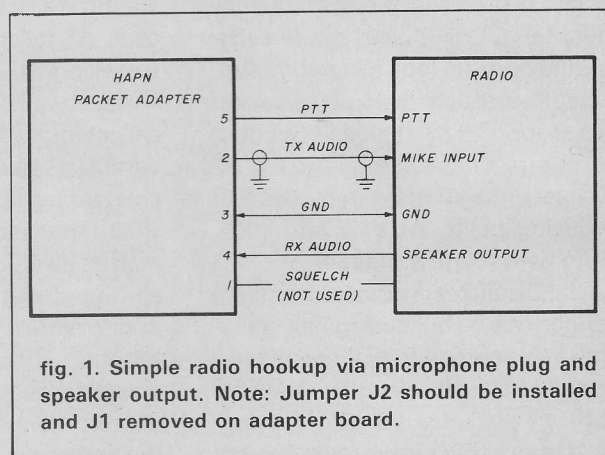 HAPN
PACKET ADAPTER
RADIO
5 PTT PTT
2 TX AUDIO MIKE INPUT
3 GND GND
4 RX AUDIO SPEAKER OUTPUT
1 SQUELCH
(NOT USED)
fig. 1. Simple radio hookup via microphone plug and
speaker output. Note: Jumper J2 should be installed
and J1 removed on adapter board.